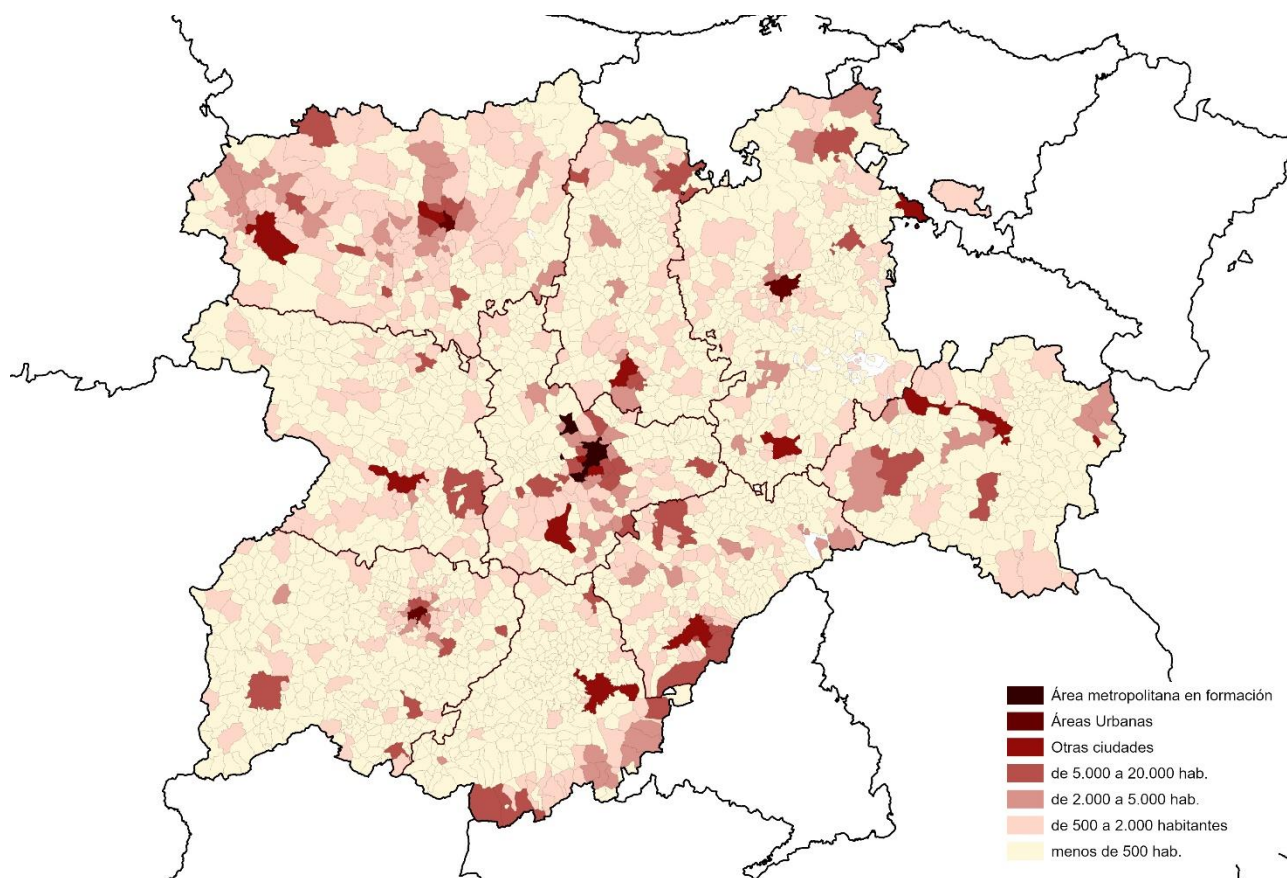 Área metropolitana en formación
Áreas Urbanas
Otras ciudades
de 5.000 a 20.000 hab.
de 2.000 a 5.000 hab.
de 500 a 2.000 habitantes
menos de 500 hab.